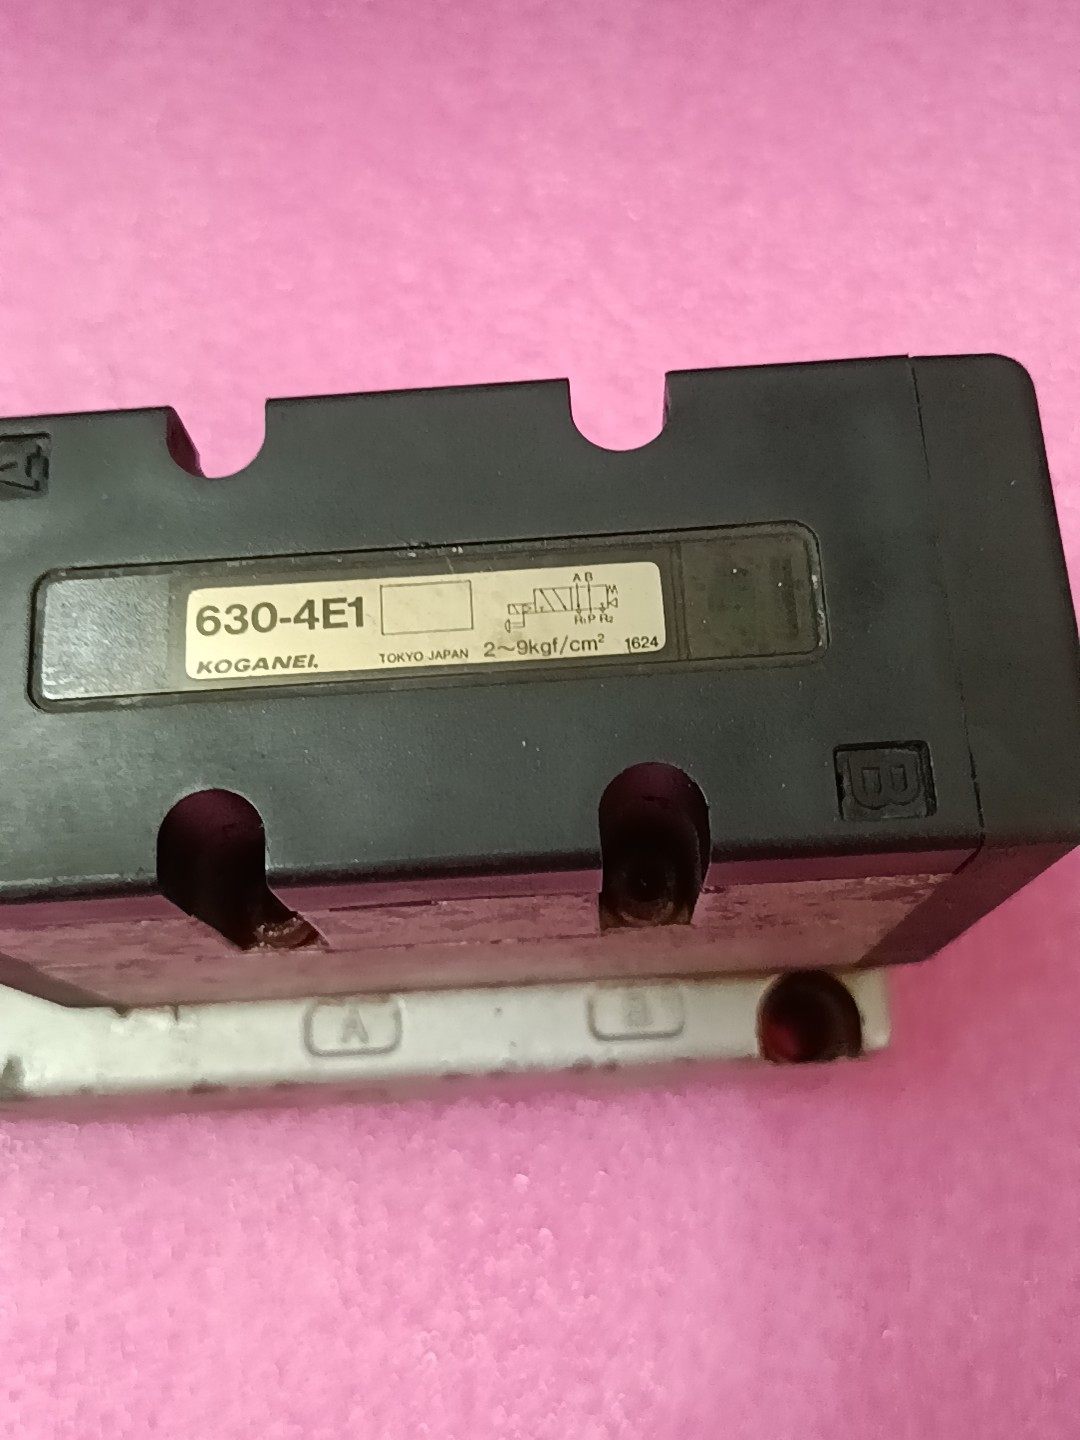 A
630-4E1
A B
R₁ P R₂
KOGANEI.
TOKYO JAPAN
2~9kgf/cm²
1624
B
A
B